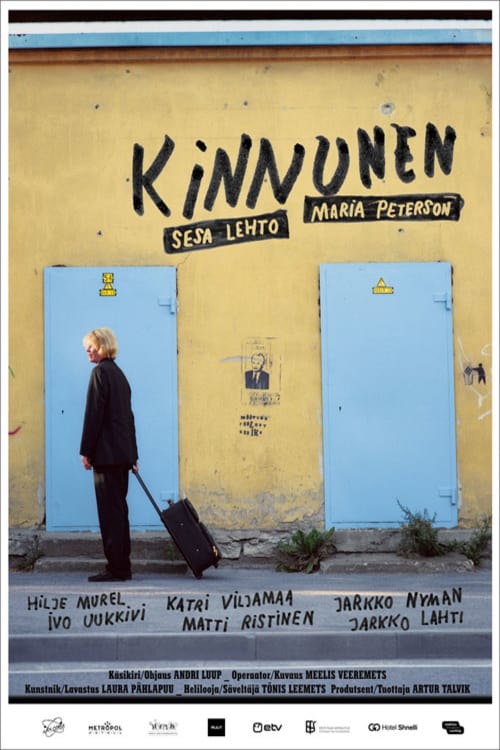 KINNUNEN
SESA LEHTO
MARIA PETERSON
HILJE MUREL
IVO UUKKIVI
KATRI VILJAMAA
MATTI RISTINEN
JARKKO NYMAN
JARKKO LAHTI
Käsikiri/Ohjaus ANDRI LUUP _ Operaator/Kuvaus MEELIS VEEREMETS
Kunstnik/Lavastus LAURA PÄHLAPUU _ Helilooja/Säveltäjä TÕNIS LEEMETS Produtsent/Tuottaja ARTUR TALVIK
METROPOL
RUUT
etv
Hotel Shnelli